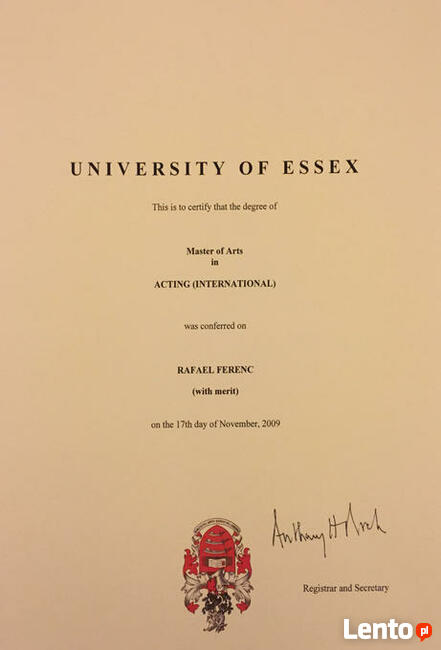 UNIVERSITY OF ESSEX
This is to certify that the degree of
Master of Arts
in
ACTING (INTERNATIONAL)
was conferred on
RAFAEL FERENC
(with merit)
on the 17th day of November, 2009
Registrar and Secretary
Lento pl